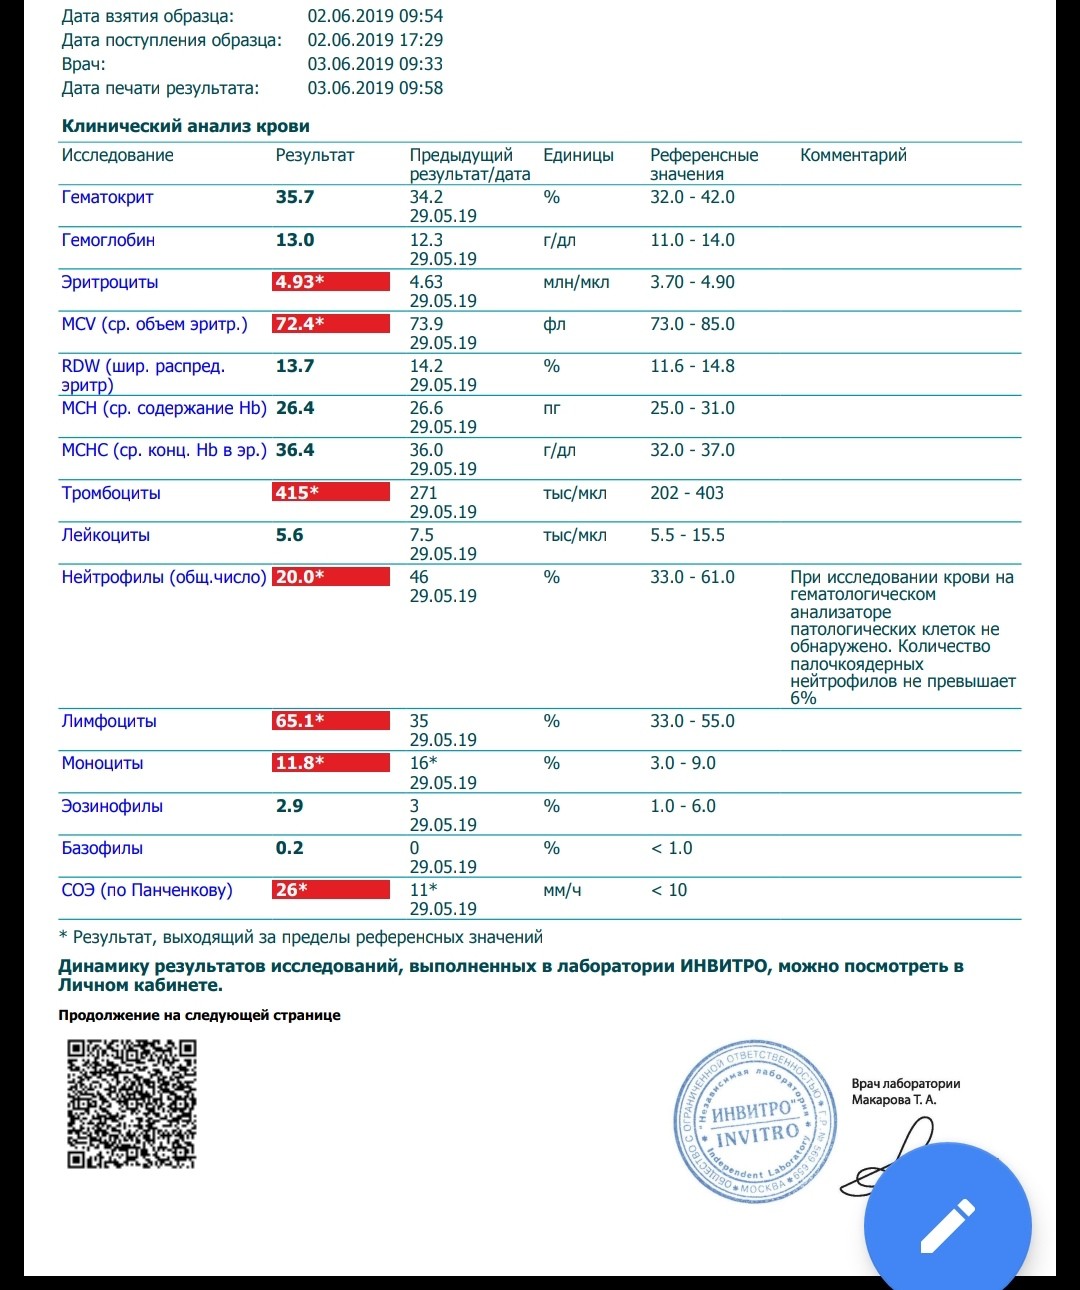 Дата взятия образца: 02.06.2019 09:54
Дата поступления образца: 02.06.2019 17:29
Врач: 03.06.2019 09:33
Дата печати результата: 03.06.2019 09:58
Клинический анализ крови
Исследование Результат Предыдущий Единицы Референсные Комментарий
результат/дата значения
Гематокрит 35.7 34.2 % 32.0 - 42.0
29.05.19
Гемоглобин 13.0 12.3 г/дл 11.0 - 14.0
29.05.19
Эритроциты 4.93* 4.63 млн/мкл 3.70 - 4.90
29.05.19
MCV (ср. объем эритр.) 72.4* 73.9 фл 73.0 - 85.0
29.05.19
RDW (шир. распред. 13.7 14.2 % 11.6 - 14.8
эритр) 29.05.19
MCH (ср. содержание Hb) 26.4 26.6 пг 25.0 - 31.0
29.05.19
MCHC (ср. конц. Hb в эр.) 36.4 36.0 г/дл 32.0 - 37.0
29.05.19
Тромбоциты 415* 271 тыс/мкл 202 - 403
29.05.19
Лейкоциты 5.6 7.5 тыс/мкл 5.5 - 15.5
29.05.19
Нейтрофилы (общ.число) 20.0* 46 % 33.0 - 61.0 При исследовании крови на
29.05.19 гематологическом
анализаторе
патологических клеток не
обнаружено. Количество
палочкоядерных
нейтрофилов не превышает
6%
Лимфоциты 65.1* 35 % 33.0 - 55.0
29.05.19
Моноциты 11.8* 16* % 3.0 - 9.0
29.05.19
Эозинофилы 2.9 3 % 1.0 - 6.0
29.05.19
Базофилы 0.2 0 % < 1.0
29.05.19
СОЭ (по Панченкову) 26* 11* мм/ч < 10
29.05.19
* Результат, выходящий за пределы референсных значений
Динамику результатов исследований, выполненных в лаборатории ИНВИТРО, можно посмотреть в
Личном кабинете.
Продолжение на следующей странице
ОБЩЕСТВО С ОГРАНИЧЕННОЙ ОТВЕТСТВЕННОСТЬЮ * Г.Р. № 569 659 * МОСКВА *
"Независимая лаборатория
ИНВИТРО"
INVITRO
* Independent Laboratory *
Врач лаборатории
Макарова Т. А.